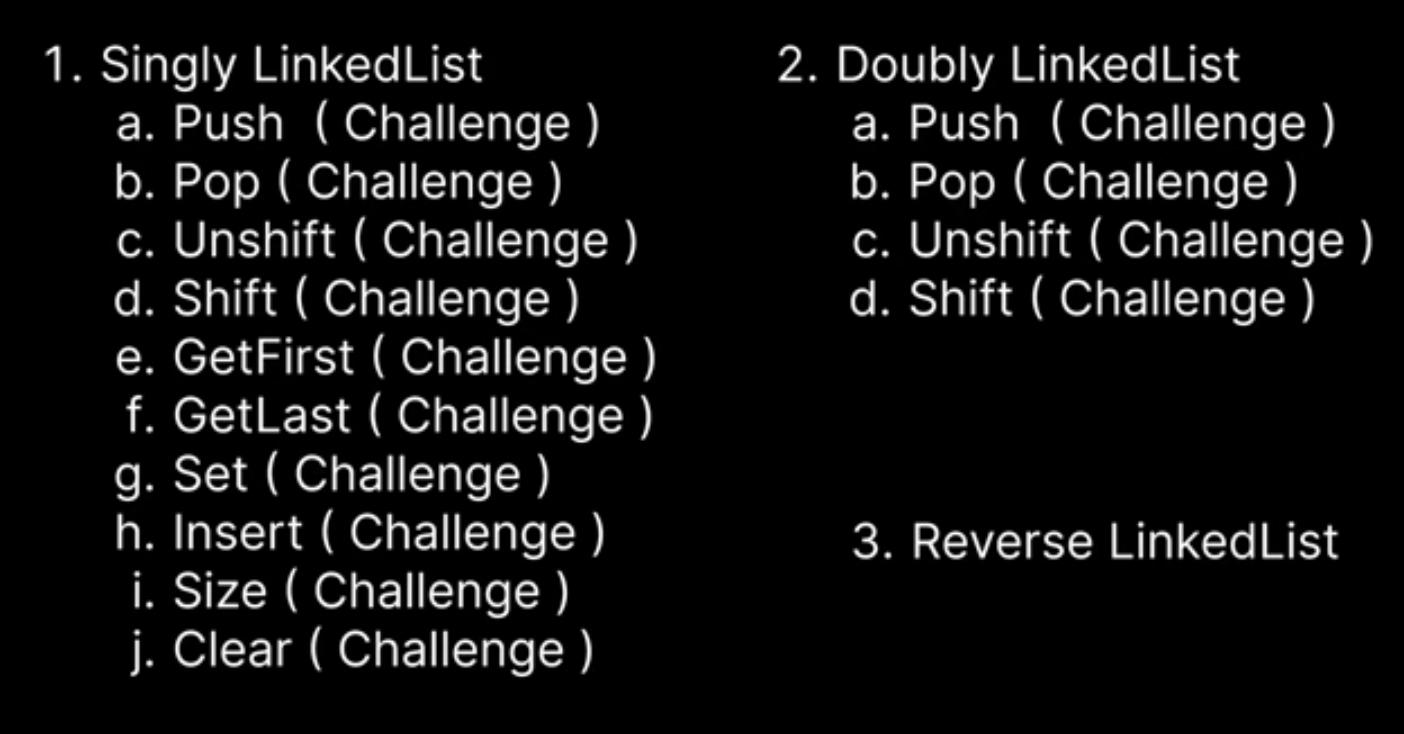 1. Singly LinkedList
a. Push ( Challenge )
b. Pop ( Challenge )
c. Unshift ( Challenge )
d. Shift ( Challenge )
e. GetFirst ( Challenge )
f. GetLast ( Challenge )
g. Set ( Challenge )
h. Insert ( Challenge )
i. Size ( Challenge )
j. Clear ( Challenge )
2. Doubly LinkedList
a. Push ( Challenge )
b. Pop ( Challenge )
c. Unshift ( Challenge )
d. Shift ( Challenge )
3. Reverse LinkedList